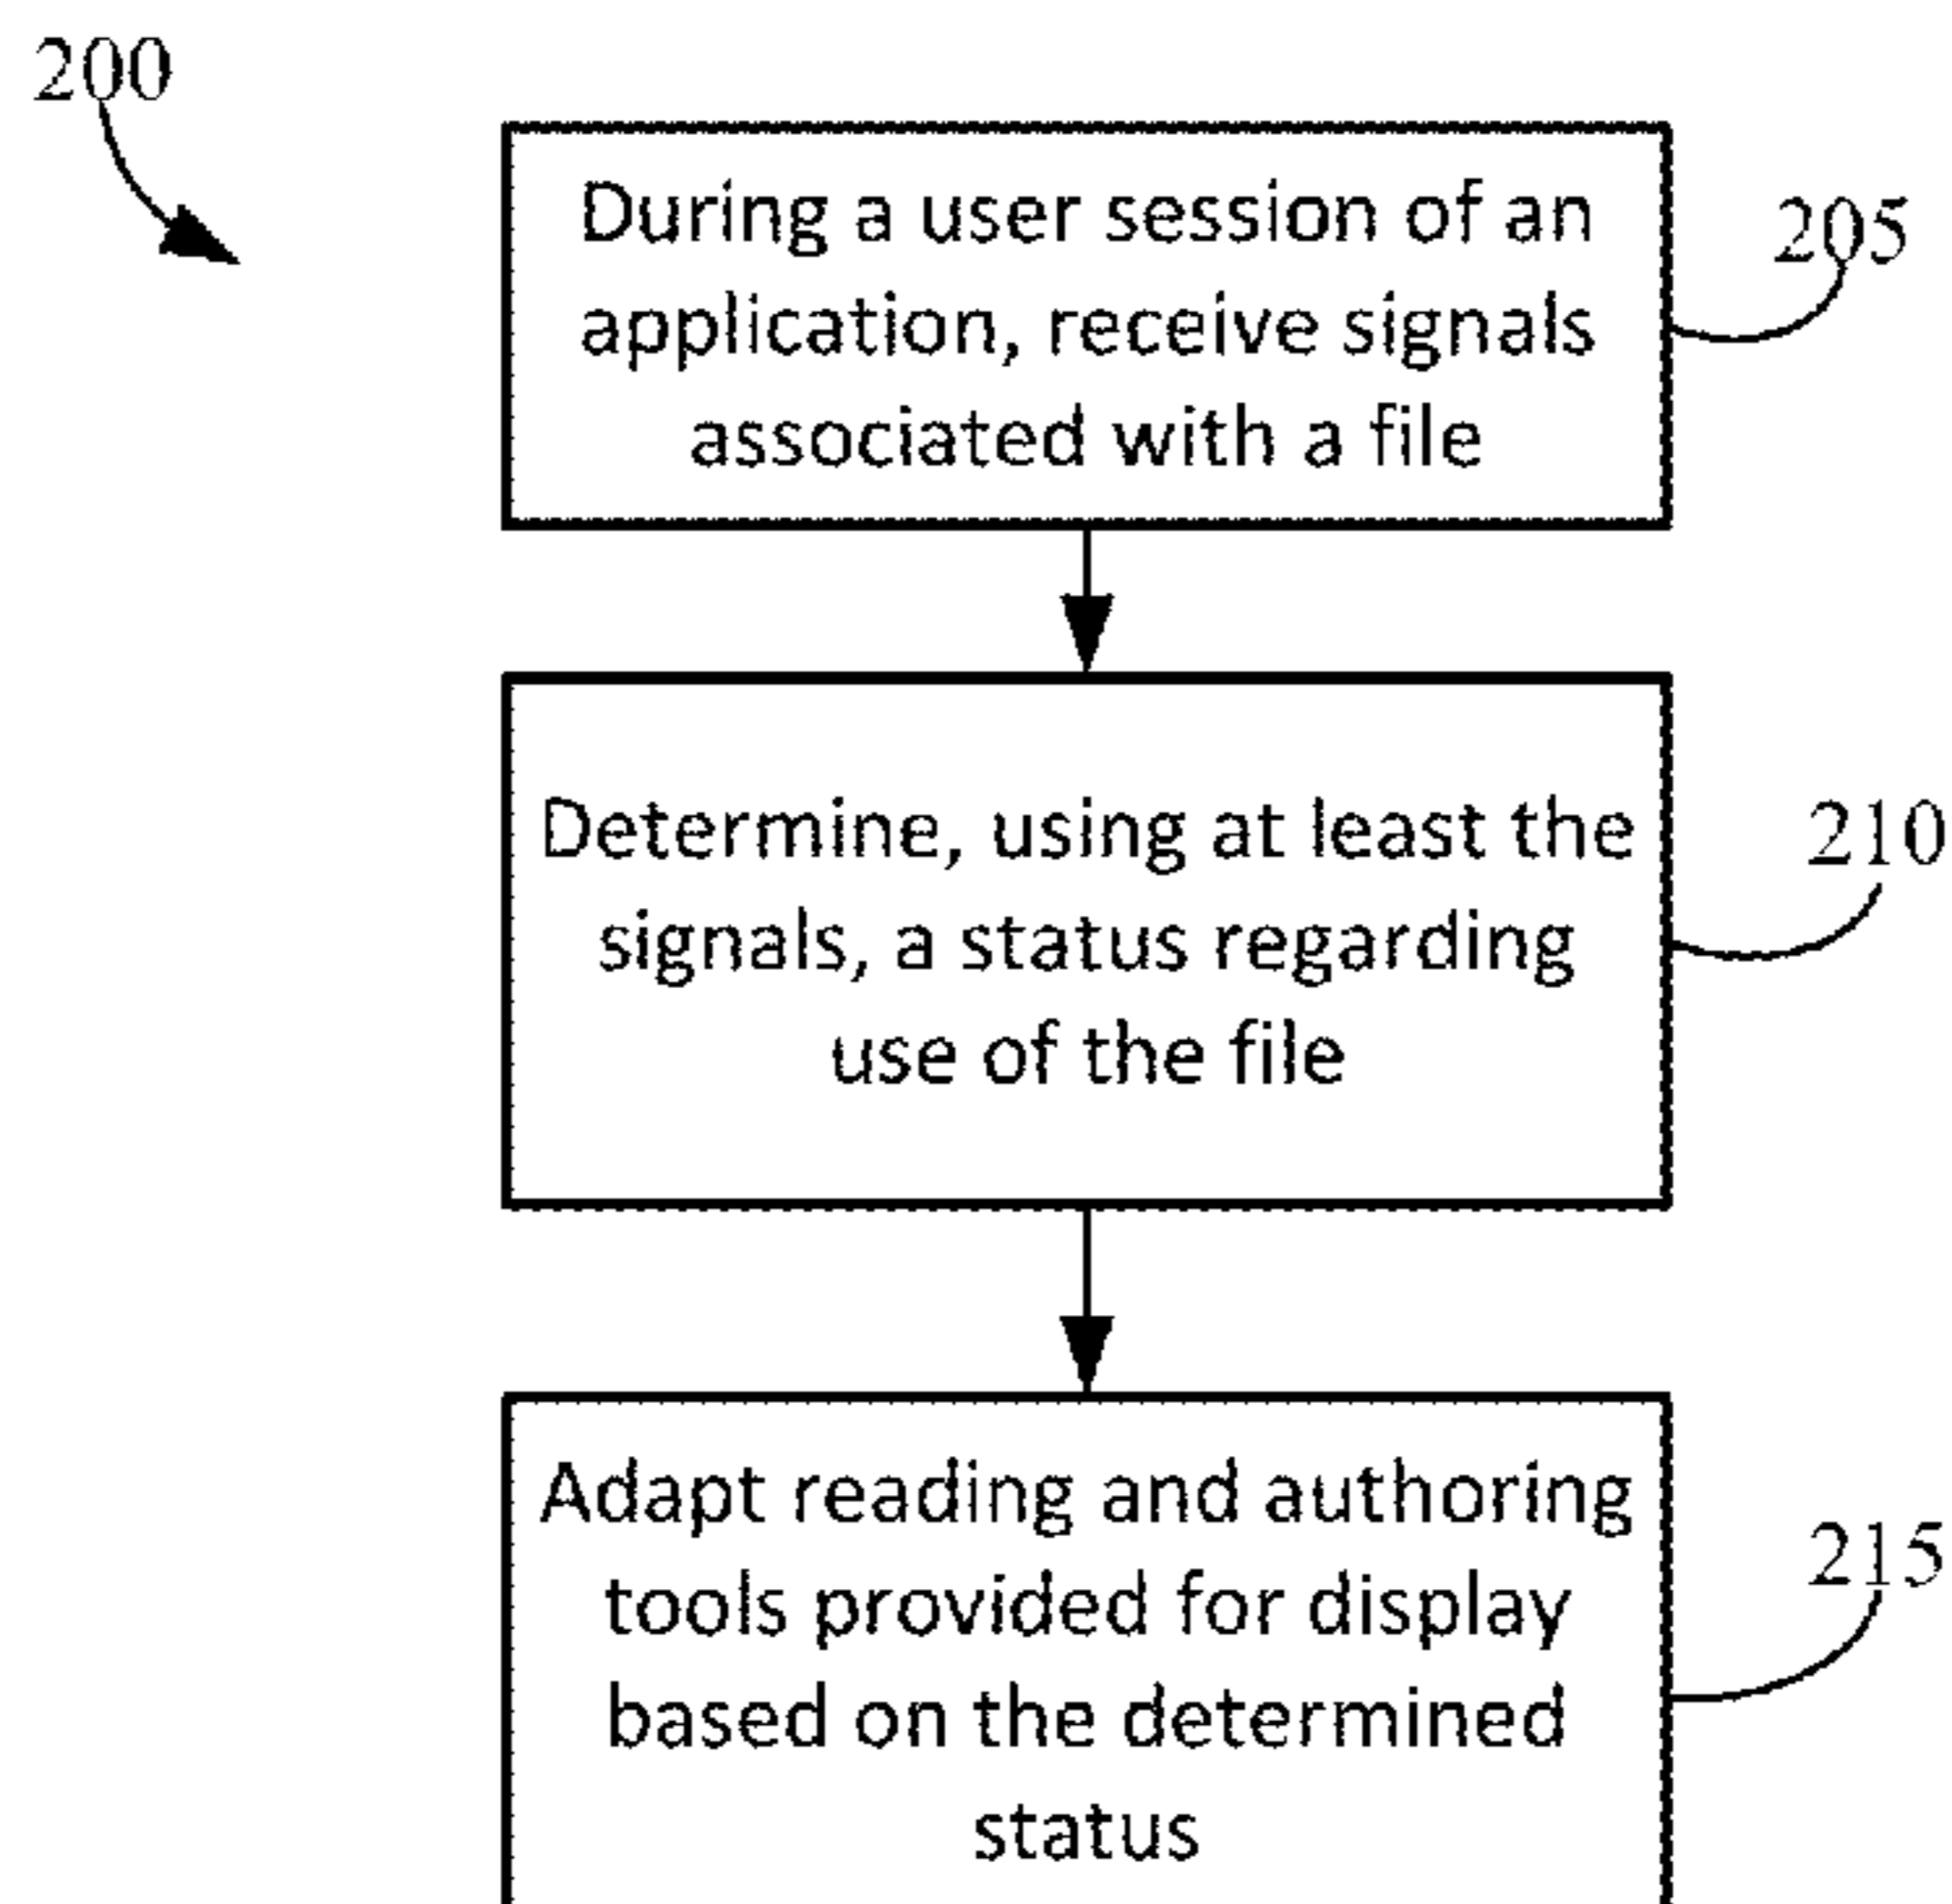 200
During a user session of an
application, receive signals
associated with a file
205
Determine, using at least the
signals, a status regarding
use of the file
210
Adapt reading and authoring
tools provided for display
based on the determined
status
215